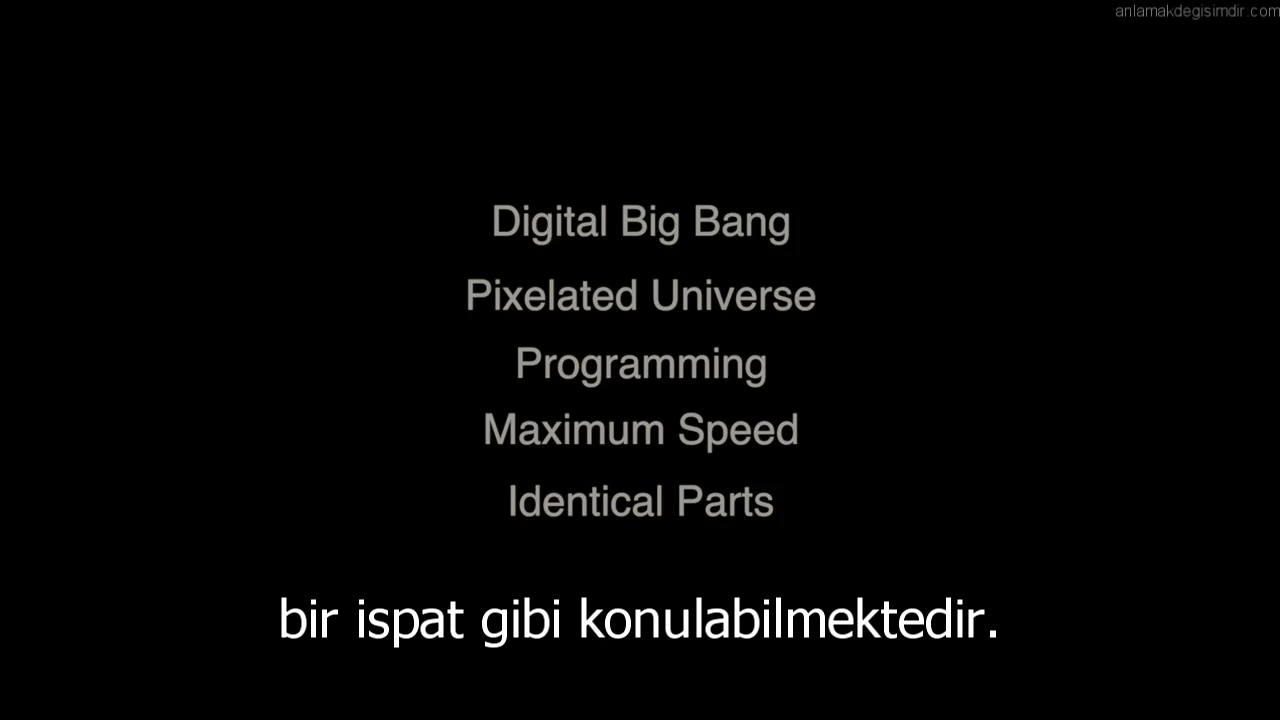 anlamakdegisimdir.com
Digital Big Bang
Pixelated Universe
Programming
Maximum Speed
Identical Parts
bir ispat gibi konulabilmektedir.